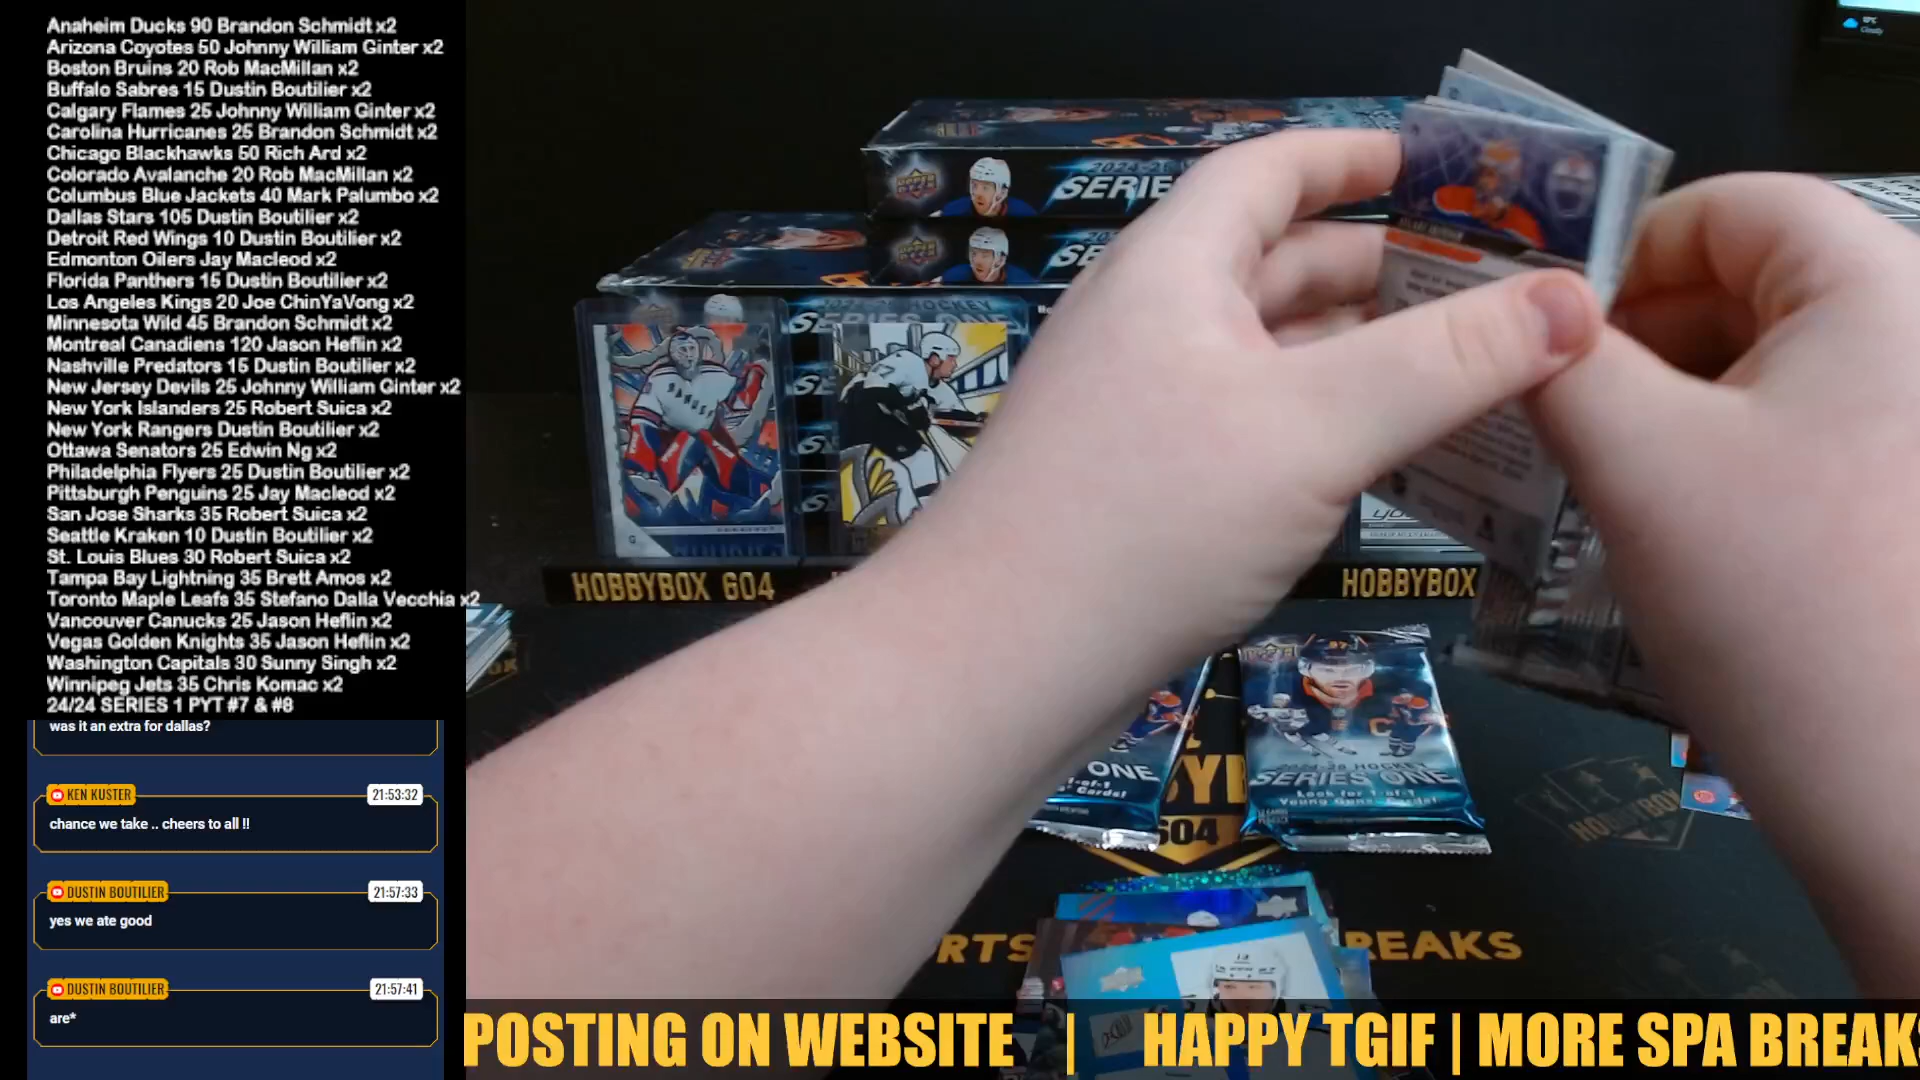 Anaheim Ducks 90 Brandon Schmidt x2
Arizona Coyotes 50 Johnny William Ginter x2
Boston Bruins 20 Rob MacMillan x2
Buffalo Sabres 15 Dustin Boutilier x2
Calgary Flames 25 Johnny William Ginter x2
Carolina Hurricanes 25 Brandon Schmidt x2
Chicago Blackhawks 50 Rich Ard x2
Colorado Avalanche 20 Rob MacMillan x2
Columbus Blue Jackets 40 Mark Palumbo x2
Dallas Stars 105 Dustin Boutilier x2
Detroit Red Wings 10 Dustin Boutilier x2
Edmonton Oilers Jay Macleod x2
Florida Panthers 15 Dustin Boutilier x2
Los Angeles Kings 20 Joe ChinYaVong x2
Minnesota Wild 45 Brandon Schmidt x2
Montreal Canadiens 120 Jason Heflin x2
Nashville Predators 15 Dustin Boutilier x2
New Jersey Devils 25 Johnny William Ginter x2
New York Islanders 25 Robert Suica x2
New York Rangers Dustin Boutilier x2
Ottawa Senators 25 Edwin Ng x2
Philadelphia Flyers 25 Dustin Boutilier x2
Pittsburgh Penguins 25 Jay Macleod x2
San Jose Sharks 35 Robert Suica x2
Seattle Kraken 10 Dustin Boutilier x2
St. Louis Blues 30 Robert Suica x2
Tampa Bay Lightning 35 Brett Amos x2
Toronto Maple Leafs 35 Stefano Dalla Vecchia x2
Vancouver Canucks 25 Jason Heflin x2
Vegas Golden Knights 35 Jason Heflin x2
Washington Capitals 30 Sunny Singh x2
Winnipeg Jets 35 Chris Komac x2
24/24 SERIES 1 PYT #7 & #8
was it an extra for dallas?
KEN KUSTER 21:53:32
chance we take .. cheers to all !!
DUSTIN BOUTILIER 21:57:33
yes we ate good
DUSTIN BOUTILIER 21:57:41
are*
2024-25
SERIE
HOCKEY
SERIES ONE
HOBBYBOX 604
HOBBYBOX
ONE
2024-25 HOCKEY
SERIES ONE
Look for 1-of-1
Young Guns Cards!
604
RTS
BREAKS
POSTING ON WEBSITE | HAPPY TGIF | MORE SPA BREAKS